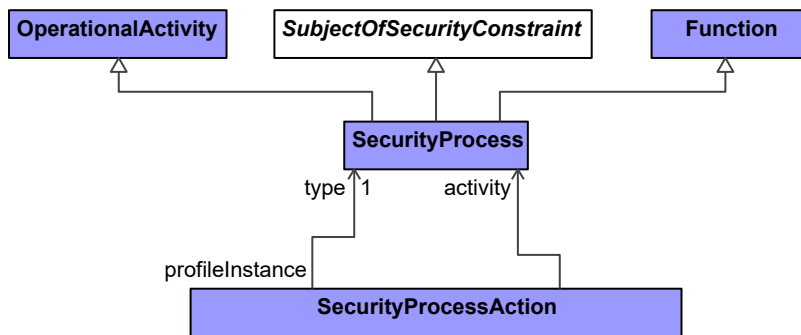 OperationalActivity
SubjectOfSecurityConstraint
Function
SecurityProcess
type 1
activity
profileInstance
SecurityProcessAction